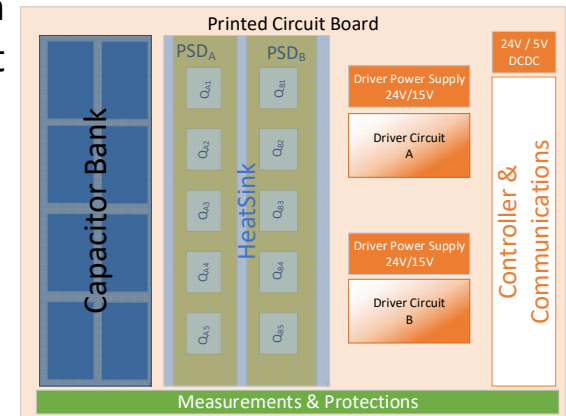 Printed Circuit Board
Capacitor Bank
PSDA
PSDB
QA1
QB1
QA2
QB2
QA3
QB3
QA4
QB4
QA5
QB5
HeatSink
Driver Power Supply
24V/15V
Driver Circuit
A
Driver Power Supply
24V/15V
Driver Circuit
B
24V / 5V
DCDC
Controller &
Communications
Measurements & Protections